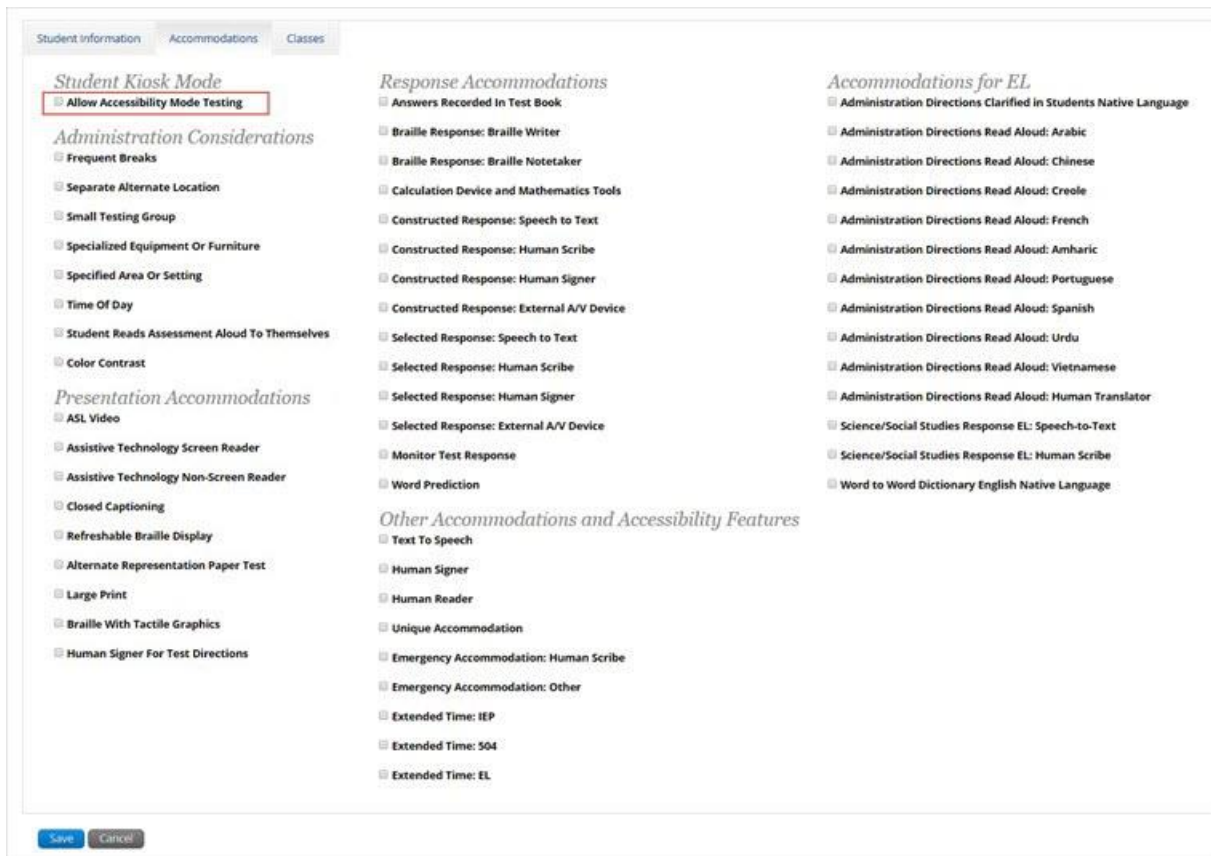 Student Information Accommodations Classes
Student Kiosk Mode
Allow Accessibility Mode Testing
Administration Considerations
Frequent Breaks
Separate Alternate Location
Small Testing Group
Specialized Equipment Or Furniture
Specified Area Or Setting
Time Of Day
Student Reads Assessment Aloud To Themselves
Color Contrast
Presentation Accommodations
ASL Video
Assistive Technology Screen Reader
Assistive Technology Non-Screen Reader
Closed Captioning
Refreshable Braille Display
Alternate Representation Paper Test
Large Print
Braille With Tactile Graphics
Human Signer For Test Directions
Response Accommodations
Answers Recorded In Test Book
Braille Response: Braille Writer
Braille Response: Braille Notetaker
Calculation Device and Mathematics Tools
Constructed Response: Speech to Text
Constructed Response: Human Scribe
Constructed Response: Human Signer
Constructed Response: External A/V Device
Selected Response: Speech to Text
Selected Response: Human Scribe
Selected Response: Human Signer
Selected Response: External A/V Device
Monitor Test Response
Word Prediction
Other Accommodations and Accessibility Features
Text To Speech
Human Signer
Human Reader
Unique Accommodation
Emergency Accommodation: Human Scribe
Emergency Accommodation: Other
Extended Time: IEP
Extended Time: 504
Extended Time: EL
Accommodations for EL
Administration Directions Clarified in Students Native Language
Administration Directions Read Aloud: Arabic
Administration Directions Read Aloud: Chinese
Administration Directions Read Aloud: Creole
Administration Directions Read Aloud: French
Administration Directions Read Aloud: Amharic
Administration Directions Read Aloud: Portuguese
Administration Directions Read Aloud: Spanish
Administration Directions Read Aloud: Urdu
Administration Directions Read Aloud: Vietnamese
Administration Directions Read Aloud: Human Translator
Science/Social Studies Response EL: Speech-to-Text
Science/Social Studies Response EL: Human Scribe
Word to Word Dictionary English Native Language
Save Cancel